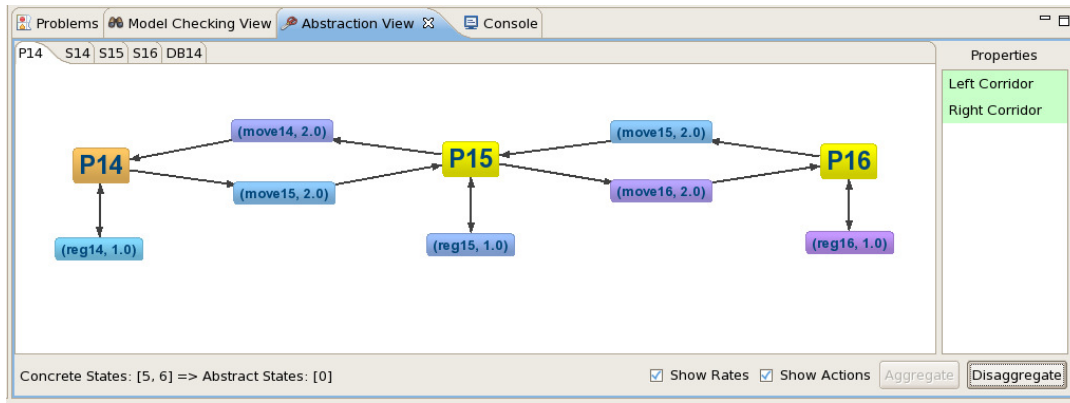 Problems Model Checking View Abstraction View Console
P14 S14 S15 S16 DB14
Properties
Left Corridor
Right Corridor
(move14, 2.0) (move15, 2.0)
P14 P15 P16
(move15, 2.0) (move16, 2.0)
(reg14, 1.0) (reg15, 1.0) (reg16, 1.0)
Concrete States: [5, 6] => Abstract States: [0] Show Rates Show Actions Aggregate Disaggregate